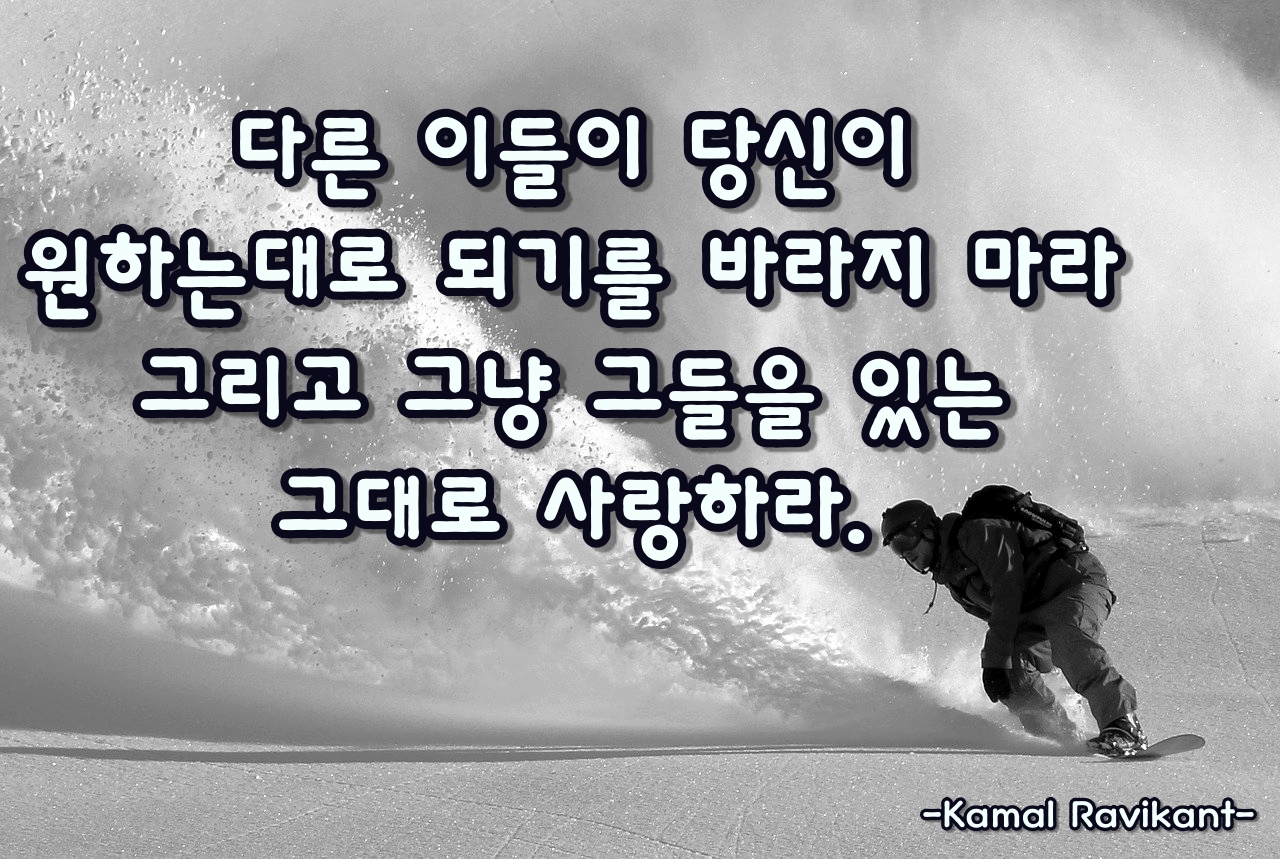 다른 이들이 당신이
원하는대로 되기를 바라지 마라
그리고 그냥 그들을 있는
그대로 사랑하라.
-Kamal Ravikant-